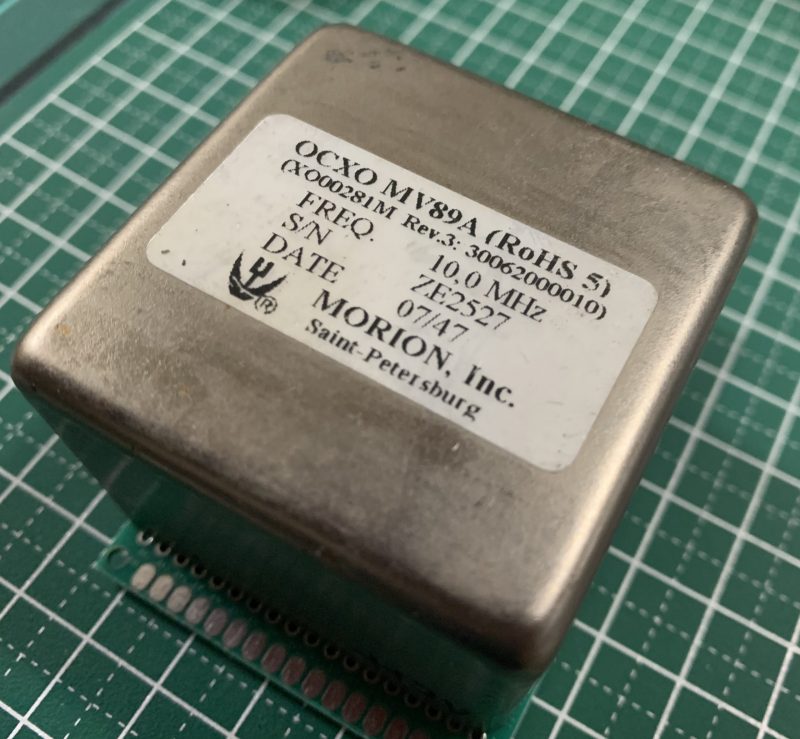 OCXO MV89A (RoHS 5)
(XO00281M Rev.3: 30062000010)
FREQ. 10,0 MHz
S/N ZE2527
DATE 07/47
® MORION, Inc.
Saint-Petersburg